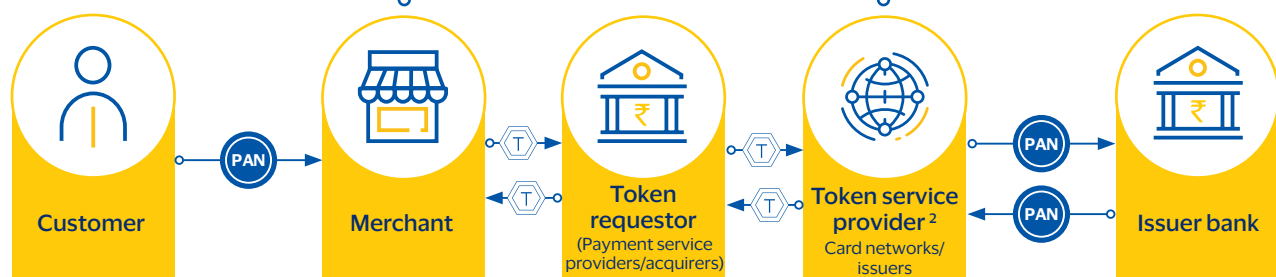 PAN
T
T
T
T
PAN
PAN
₹
₹
Customer
Merchant
Token
requestor
(Payment service
providers/acquirers)
Token service
provider ²
Card networks/
issuers
Issuer bank